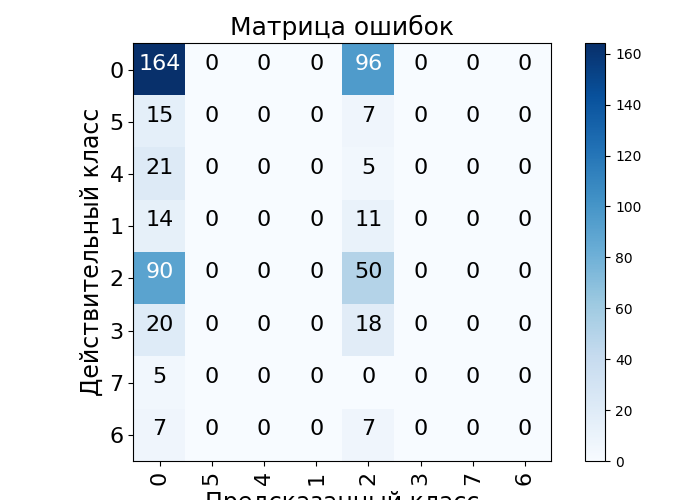 Матрица ошибок
Действительный класс
0 164 0 0 0 96 0 0 0
5 15 0 0 0 7 0 0 0
4 21 0 0 0 5 0 0 0
1 14 0 0 0 11 0 0 0
2 90 0 0 0 50 0 0 0
3 20 0 0 0 18 0 0 0
7 5 0 0 0 0 0 0 0
6 7 0 0 0 7 0 0 0
0 5 4 1 2 3 7 6
Предсказанный класс
160
140
120
100
80
60
40
20
0